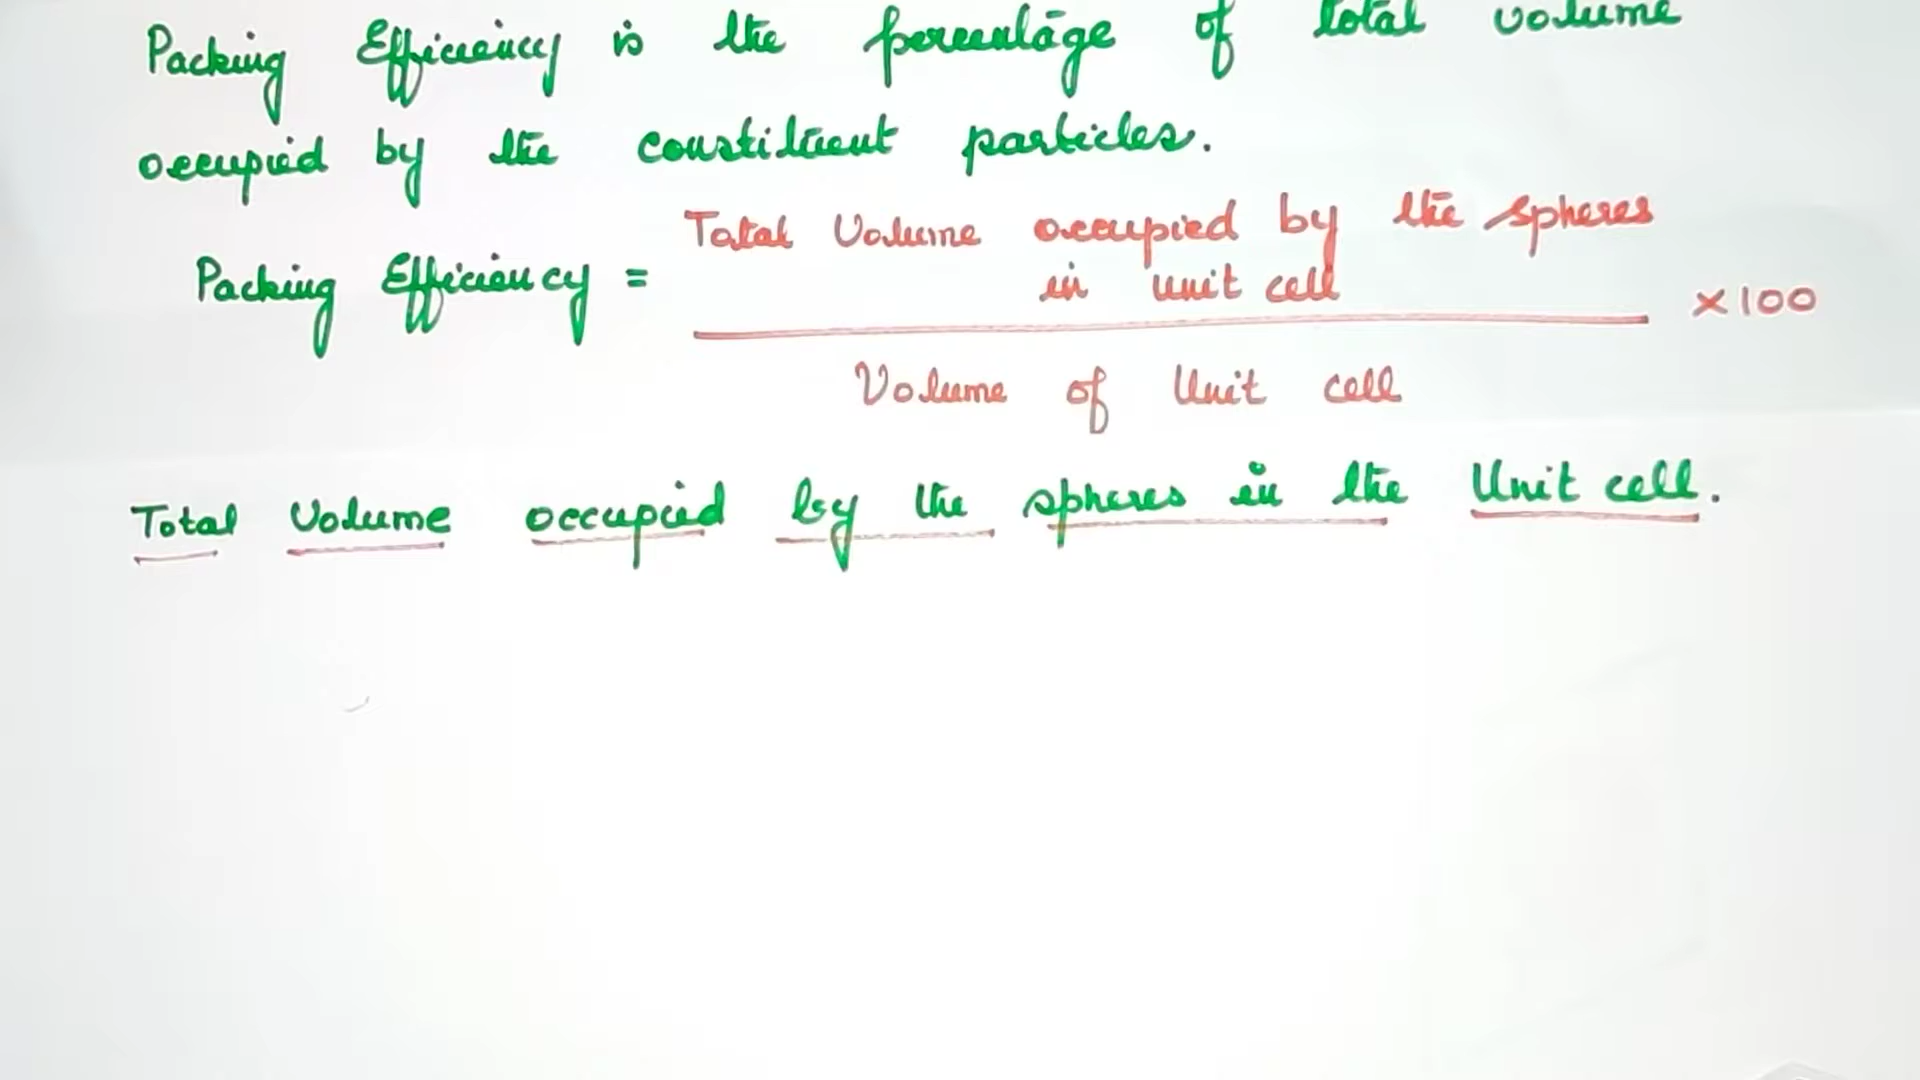 Packing Efficiency is the percentage of total volume
occupied by the constituent particles.
Total Volume occupied by the spheres
in unit cell
Packing Efficiency = x100
Volume of Unit cell
Total Volume occupied by the spheres in the Unit cell.